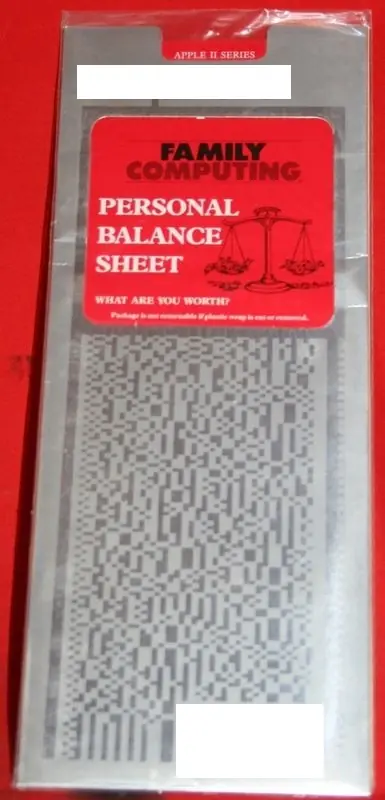 APPLE II SERIES
FAMILY
COMPUTING
PERSONAL
BALANCE
SHEET
WHAT ARE YOU WORTH?
Package is not returnable if plastic wrap is cut or removed.